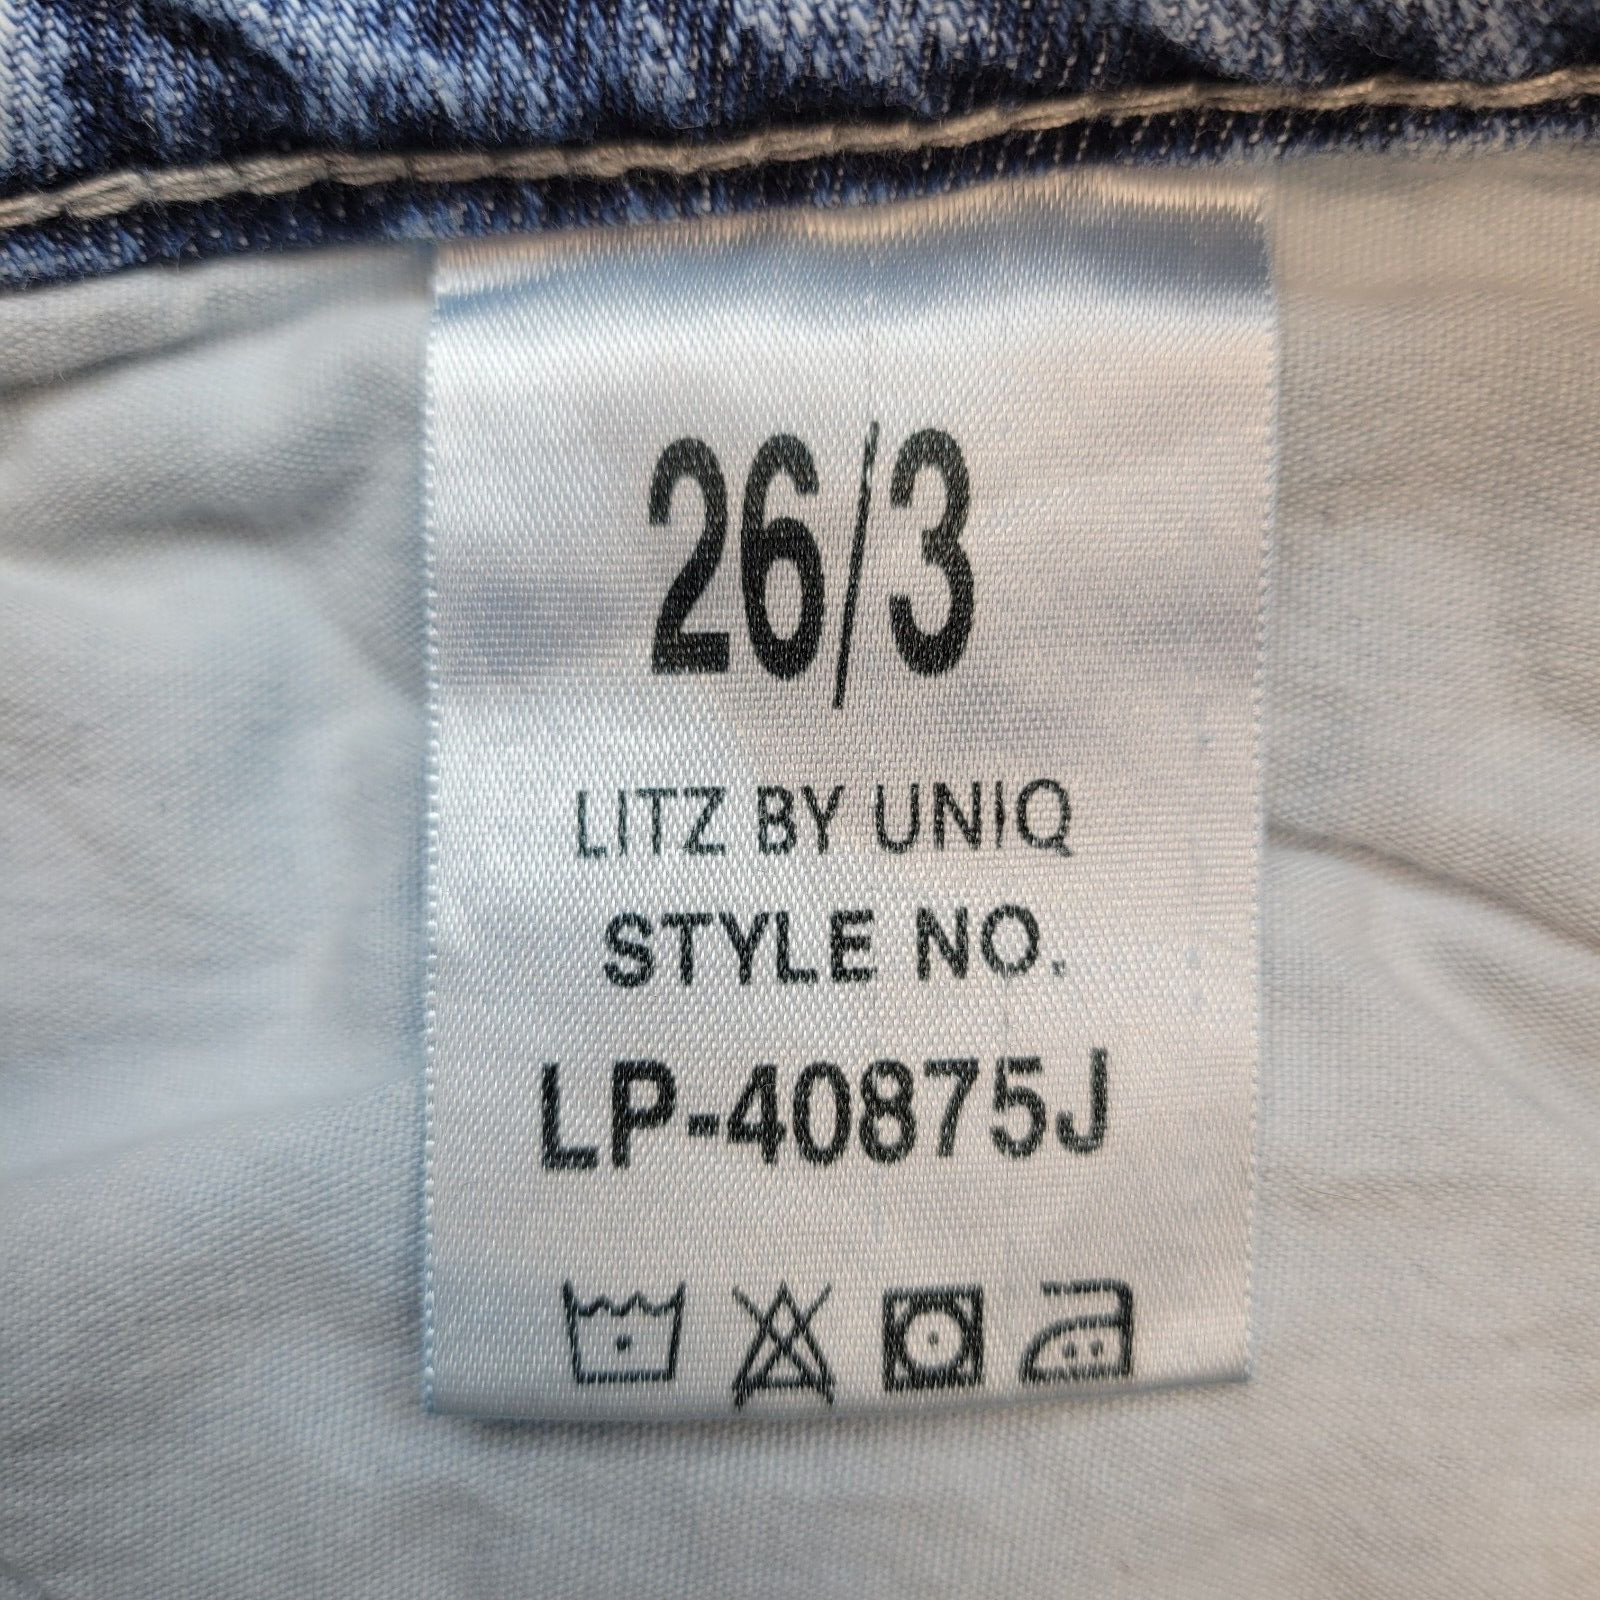 26/3
LITZ BY UNIQ
STYLE NO.
LP-40875J